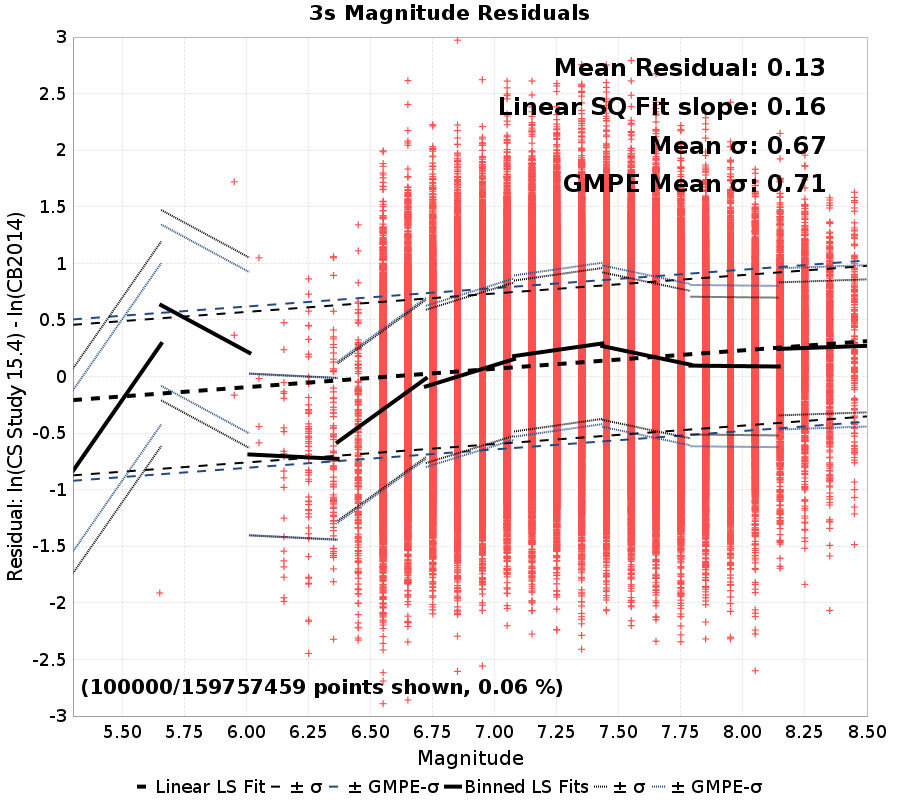 3s Magnitude Residuals
Mean Residual: 0.13
Linear SQ Fit slope: 0.16
Mean σ: 0.67
GMPE Mean σ: 0.71
Residual: ln(CS Study 15.4) - ln(CB2014)
3
2.5
2
1.5
1
0.5
0
-0.5
-1
-1.5
-2
-2.5
-3
(100000/159757459 points shown, 0.06 %)
5.50 5.75 6.00 6.25 6.50 6.75 7.00 7.25 7.50 7.75 8.00 8.25 8.50
Magnitude
Linear LS Fit ± σ ± GMPE-σ Binned LS Fits ± σ ± GMPE-σ